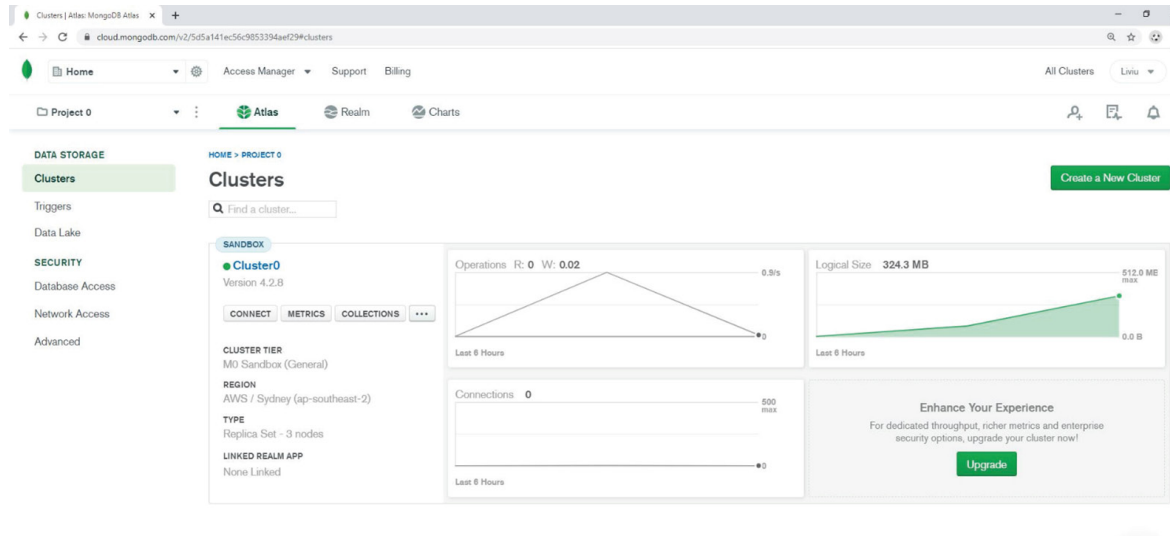 Clusters | Atlas: MongoDB Atlas
cloud.mongodb.com/v2/5d5a141ec56c9853394aef29#clusters
Home
Access Manager
Support
Billing
All Clusters
Liviu
Project 0
Atlas
Realm
Charts
DATA STORAGE
Clusters
Triggers
Data Lake
SECURITY
Database Access
Network Access
Advanced
HOME > PROJECT 0
Clusters
Create a New Cluster
Find a cluster...
SANDBOX
Cluster0
Version 4.2.8
CONNECT METRICS COLLECTIONS ...
CLUSTER TIER
M0 Sandbox (General)
REGION
AWS / Sydney (ap-southeast-2)
TYPE
Replica Set - 3 nodes
LINKED REALM APP
None Linked
Operations R: 0 W: 0.02
0.9/s
0
Last 6 Hours
Logical Size 324.3 MB
512.0 MB
max
0.0 B
Last 6 Hours
Connections 0
500
max
0
Last 6 Hours
Enhance Your Experience
For dedicated throughput, richer metrics and enterprise
security options, upgrade your cluster now!
Upgrade